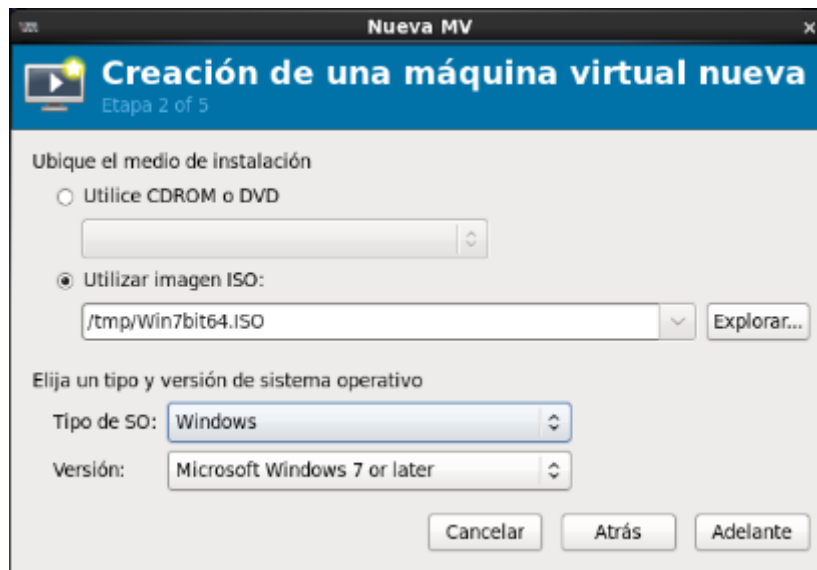 Nueva MV
Creación de una máquina virtual nueva
Etapa 2 of 5
Ubique el medio de instalación
Utilice CDROM o DVD
Utilizar imagen ISO:
/tmp/Win7bit64.ISO
Explorar...
Elija un tipo y versión de sistema operativo
Tipo de SO: Windows
Versión: Microsoft Windows 7 or later
Cancelar Atrás Adelante